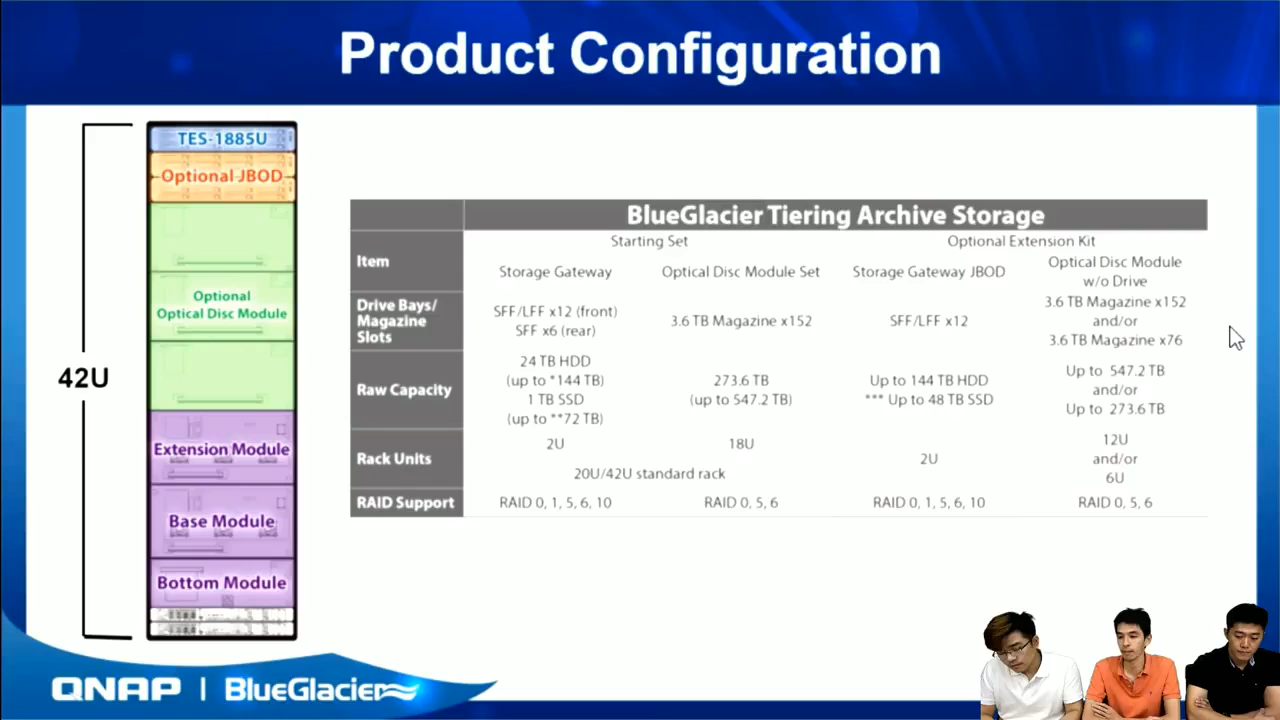 Product Configuration
42U
TES-1885U
Optional JBOD
Optional
Optical Disc Module
Extension Module
Base Module
Bottom Module
BlueGlacier Tiering Archive Storage
Item
Starting Set
Optional Extension Kit
Storage Gateway
Optical Disc Module Set
Storage Gateway JBOD
Optical Disc Module
w/o Drive
Drive Bays/
Magazine
Slots
SFF/LFF x12 (front)
SFF x6 (rear)
3.6 TB Magazine x152
SFF/LFF x12
3.6 TB Magazine x152
and/or
3.6 TB Magazine x76
Raw Capacity
24 TB HDD
(up to *144 TB)
1 TB SSD
(up to **72 TB)
273.6 TB
(up to 547.2 TB)
Up to 144 TB HDD
*** Up to 48 TB SSD
Up to 547.2 TB
and/or
Up to 273.6 TB
Rack Units
2U
18U
20U/42U standard rack
2U
12U
and/or
6U
RAID Support
RAID 0, 1, 5, 6, 10
RAID 0, 5, 6
RAID 0, 1, 5, 6, 10
RAID 0, 5, 6
QNAP | BlueGlacier